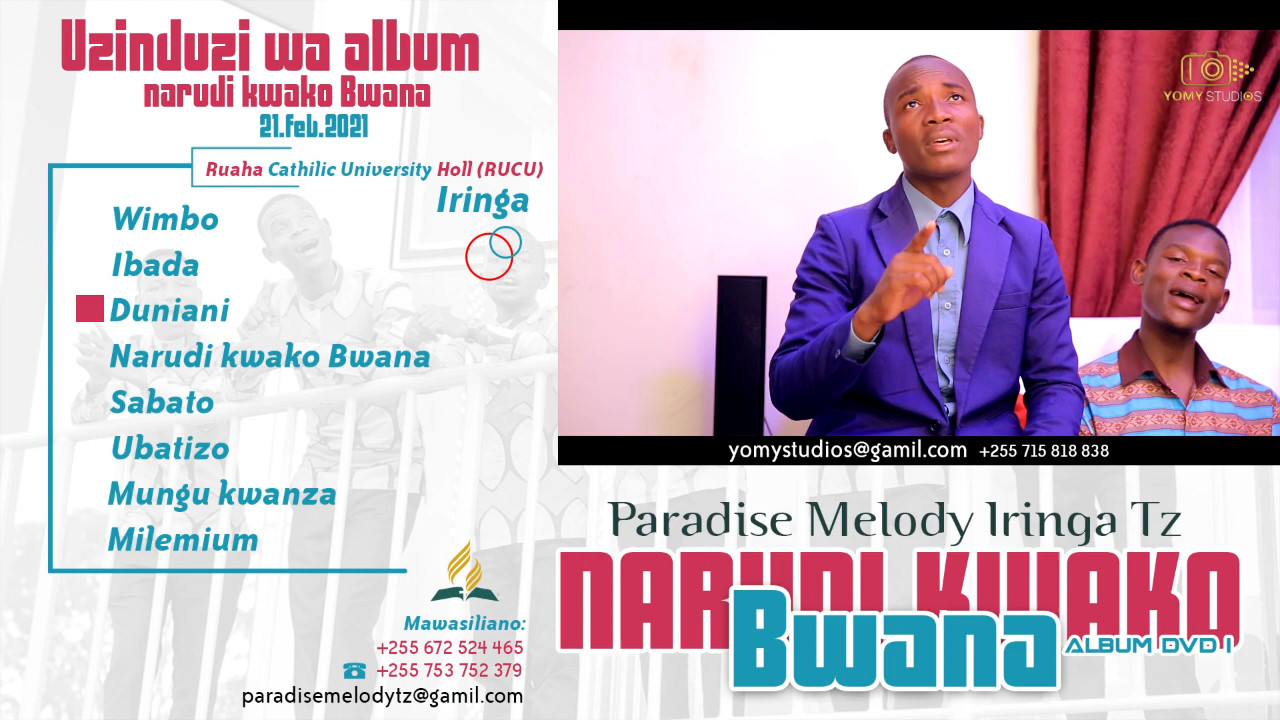 Uzinduzi wa album
narudi kwako Bwana
21.feb.2021
Ruaha Cathilic University Holl (RUCU)
Iringa
Wimbo
Ibada
Duniani
Narudi kwako Bwana
Sabato
Ubatizo
Mungu kwanza
Milemium
Mawasiliano:
+255 672 524 465
+255 753 752 379
paradisemelodytz@gamil.com
YOMY STUDIOS
yomystudios@gamil.com +255 715 818 838
Paradise Melody Iringa Tz
NARUDI KWAKO
Bwana
ALBUM DVD 1